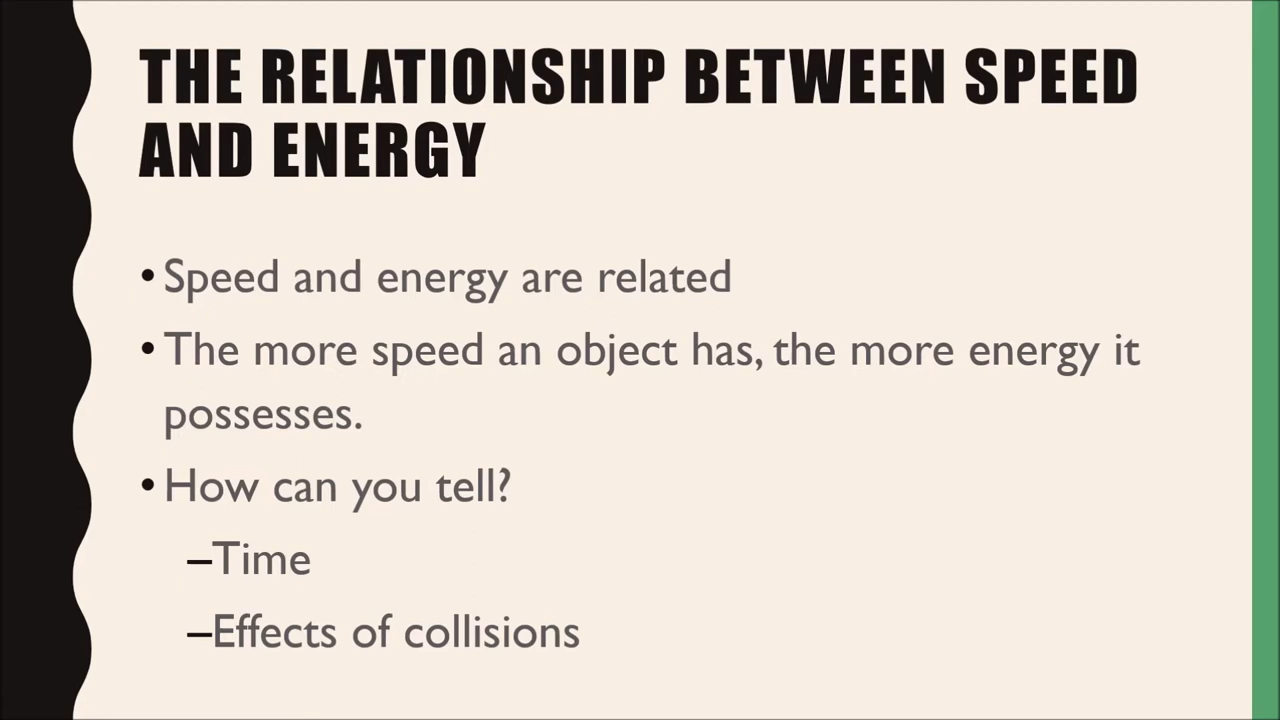 THE RELATIONSHIP BETWEEN SPEED
AND ENERGY
•Speed and energy are related
•The more speed an object has, the more energy it
possesses.
•How can you tell?
–Time
–Effects of collisions